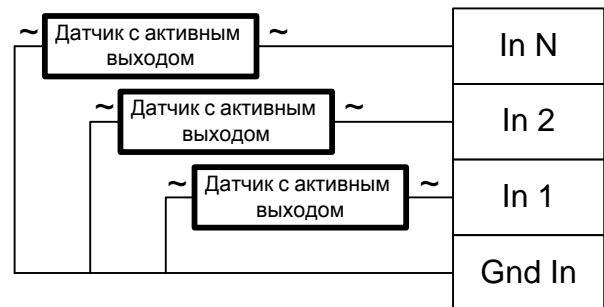 ~ Датчик с активным
выходом ~
In N
~ Датчик с активным
выходом ~
In 2
~ Датчик с активным
выходом ~
In 1
Gnd In